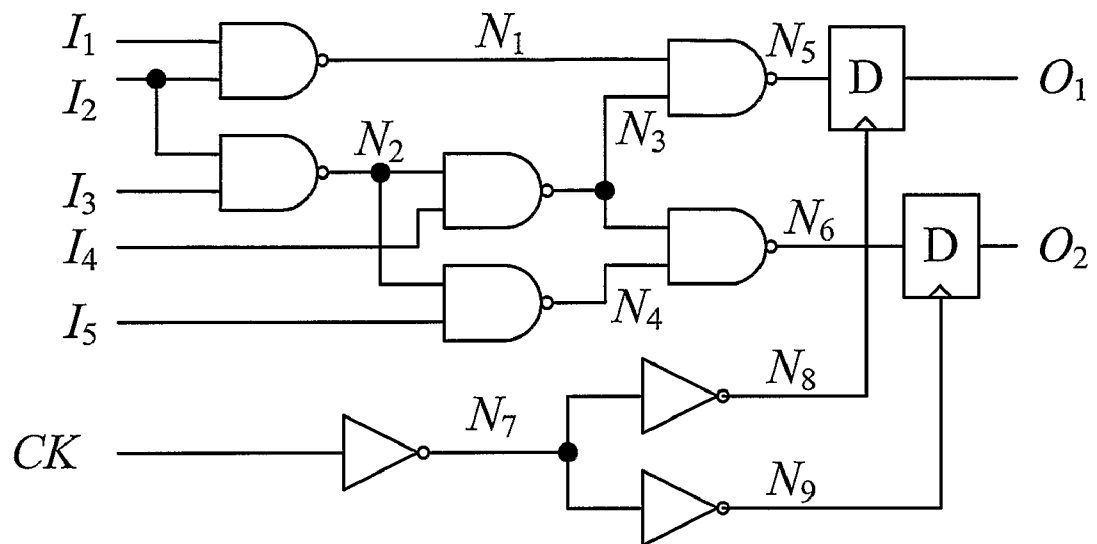 I₁
N₁
N₅
D
O₁
I₂
N₂
N₃
I₃
I₄
N₆
D
O₂
I₅
N₄
N₈
CK
N₇
N₉